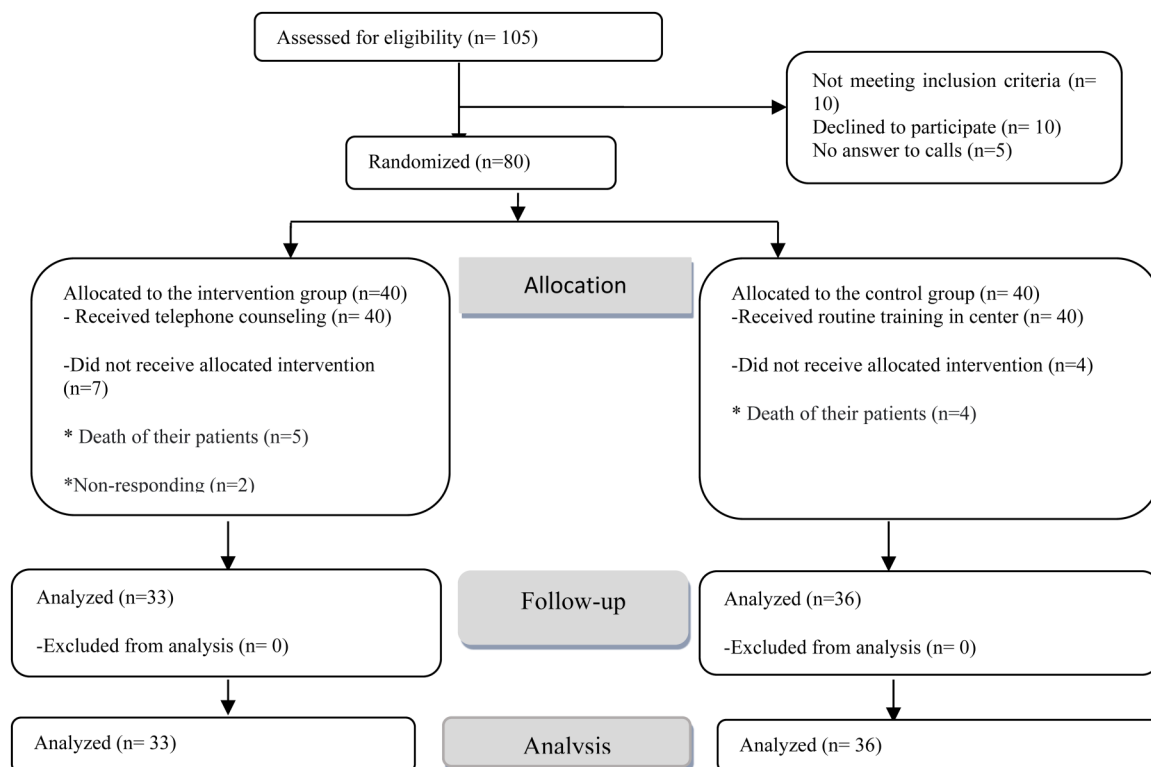 Assessed for eligibility (n= 105)
Not meeting inclusion criteria (n=
10)
Declined to participate (n= 10)
No answer to calls (n=5)
Randomized (n=80)
Allocation
Allocated to the intervention group (n=40)
- Received telephone counseling (n= 40)
-Did not receive allocated intervention
(n=7)
* Death of their patients (n=5)
*Non-responding (n=2)
Allocated to the control group (n= 40)
-Received routine training in center (n= 40)
-Did not receive allocated intervention (n=4)
* Death of their patients (n=4)
Follow-up
Analyzed (n=33)
-Excluded from analysis (n= 0)
Analyzed (n=36)
-Excluded from analysis (n= 0)
Analyzed (n= 33)
Analysis
Analyzed (n= 36)